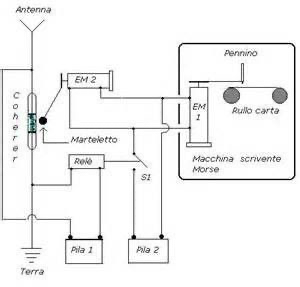 Antenna
Pennino
EM 2
Coherer
EM
1
Rullo carta
Marteletto
Macchina scrivente
Morse
Relè
S1
Pila 1
Pila 2
Terra